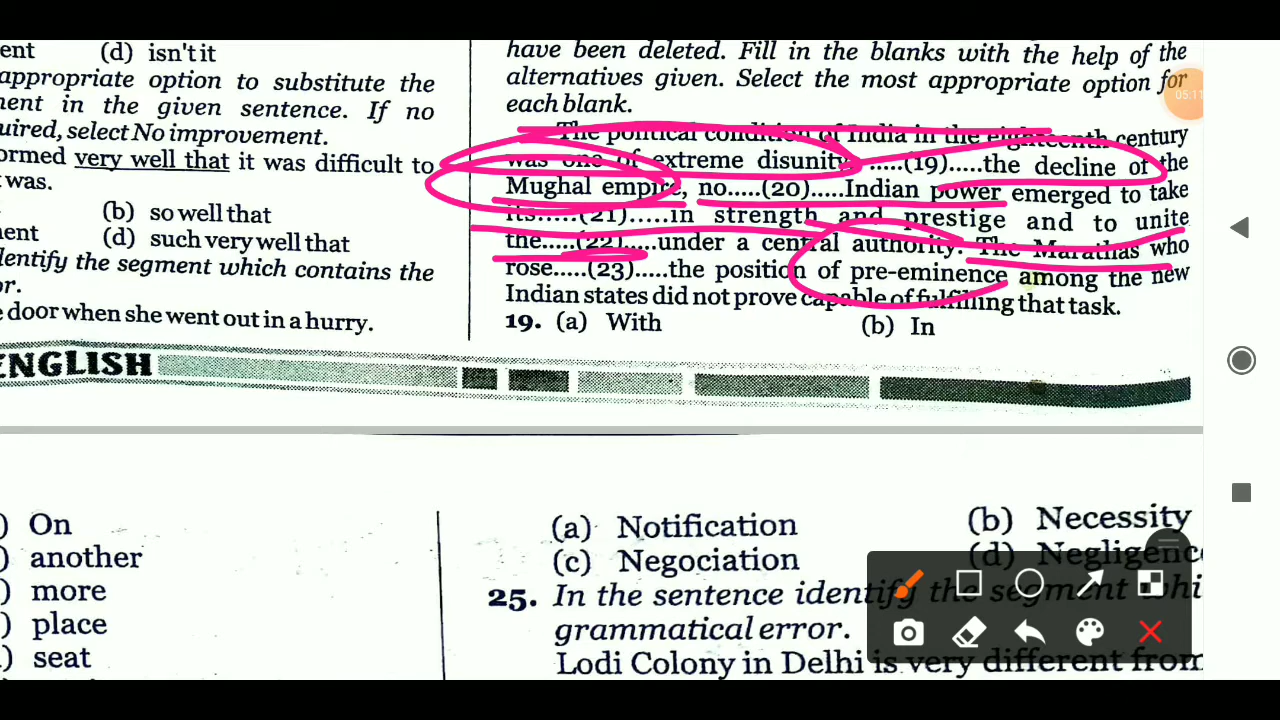 ent (d) isn't it
appropriate option to substitute the
ment in the given sentence. If no
uired, select No improvement.
ormed very well that it was difficult to
was.
(b) so well that
ent (d) such very well that
dentify the segment which contains the
or.
e door when she went out in a hurry.
have been deleted. Fill in the blanks with the help of the
alternatives given. Select the most appropriate option for
each blank.
The political condition of India in the eighteenth century
was one of extreme disunity. .....(19).....the decline of the
Mughal empire, no.....(20).....Indian power emerged to take
its.....(21).....in strength and prestige and to unite
the.....(22).....under a central authority. The Marathas who
rose.....(23).....the position of pre-eminence among the new
Indian states did not prove capable of fulfilling that task.
19. (a) With (b) In
05:11
ENGLISH
) On
) another
) more
) place
) seat
(a) Notification (b) Necessity
(c) Negociation (d) Negligence
25. In the sentence identify the segment whi
grammatical error.
Lodi Colony in Delhi is very different from